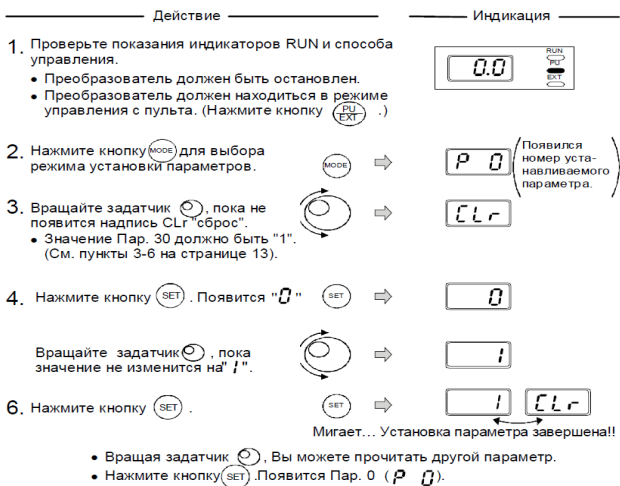 Действие
Индикация
1. Проверьте показания индикаторов RUN и способа
управления.
• Преобразователь должен быть остановлен.
• Преобразователь должен находиться в режиме
управления с пульта. (Нажмите кнопку PU EXT .)
0.0
RUN
PU
EXT
2. Нажмите кнопку MODE для выбора
режима установки параметров.
MODE
P 0
Появился
номер уста-
навливаемого
параметра.
3. Вращайте задатчик , пока не
появится надпись CLr "сброс".
• Значение Пар. 30 должно быть "1".
(См. пункты 3-6 на странице 13).
CLr
4. Нажмите кнопку SET . Появится "0"
SET
0
Вращайте задатчик , пока
значение не изменится на" 1 ".
1
6. Нажмите кнопку SET .
SET
1 CLr
Мигает... Установка параметра завершена!!
• Вращая задатчик , Вы можете прочитать другой параметр.
• Нажмите кнопку SET .Появится Пар. 0 ( P 0).